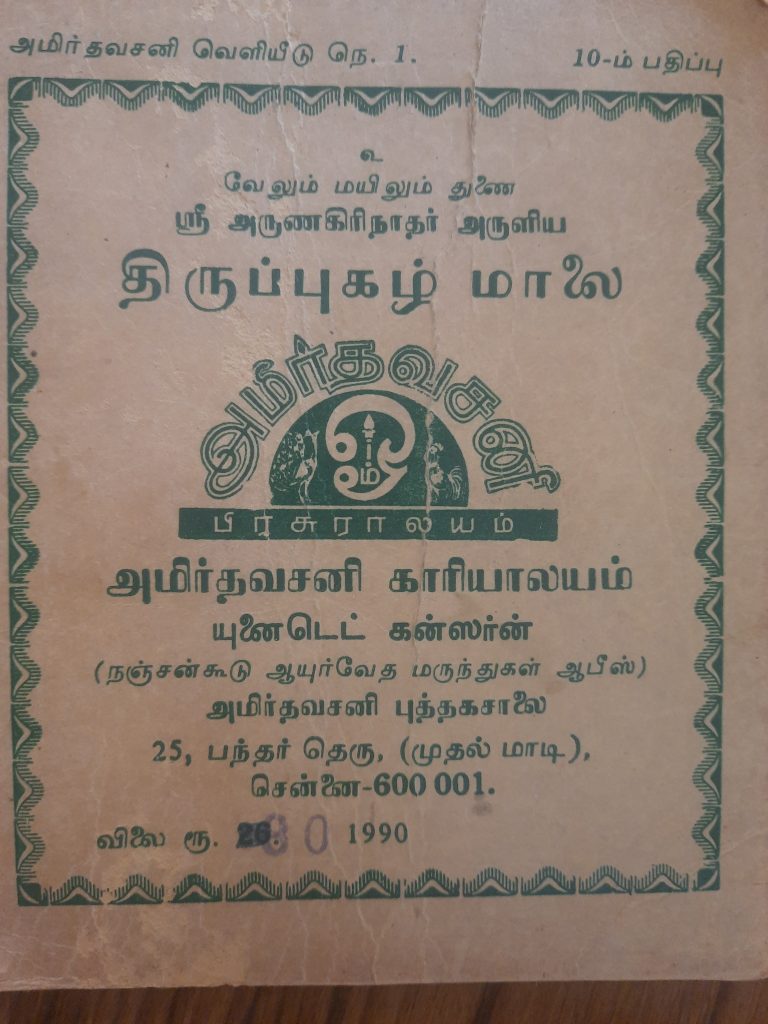 அமிர்தவசனி வெளியீடு நெ. 1.
10-ம் பதிப்பு
உ
வேலும் மயிலும் துணை
ஸ்ரீ அருணகிரிநாதர் அருளிய
திருப்புகழ் மாலை
அமிர்தவசனி
ஓம்
பிரசுராலயம்
அமிர்தவசனி காரியாலயம்
யுனைடெட் கன்ஸர்ன்
(நஞ்சன்கூடு ஆயுர்வேத மருந்துகள் ஆபீஸ்)
அமிர்தவசனி புத்தகசாலை
25, பந்தர் தெரு, (முதல் மாடி),
சென்னை-600 001.
விலை ரூ. 30 1990